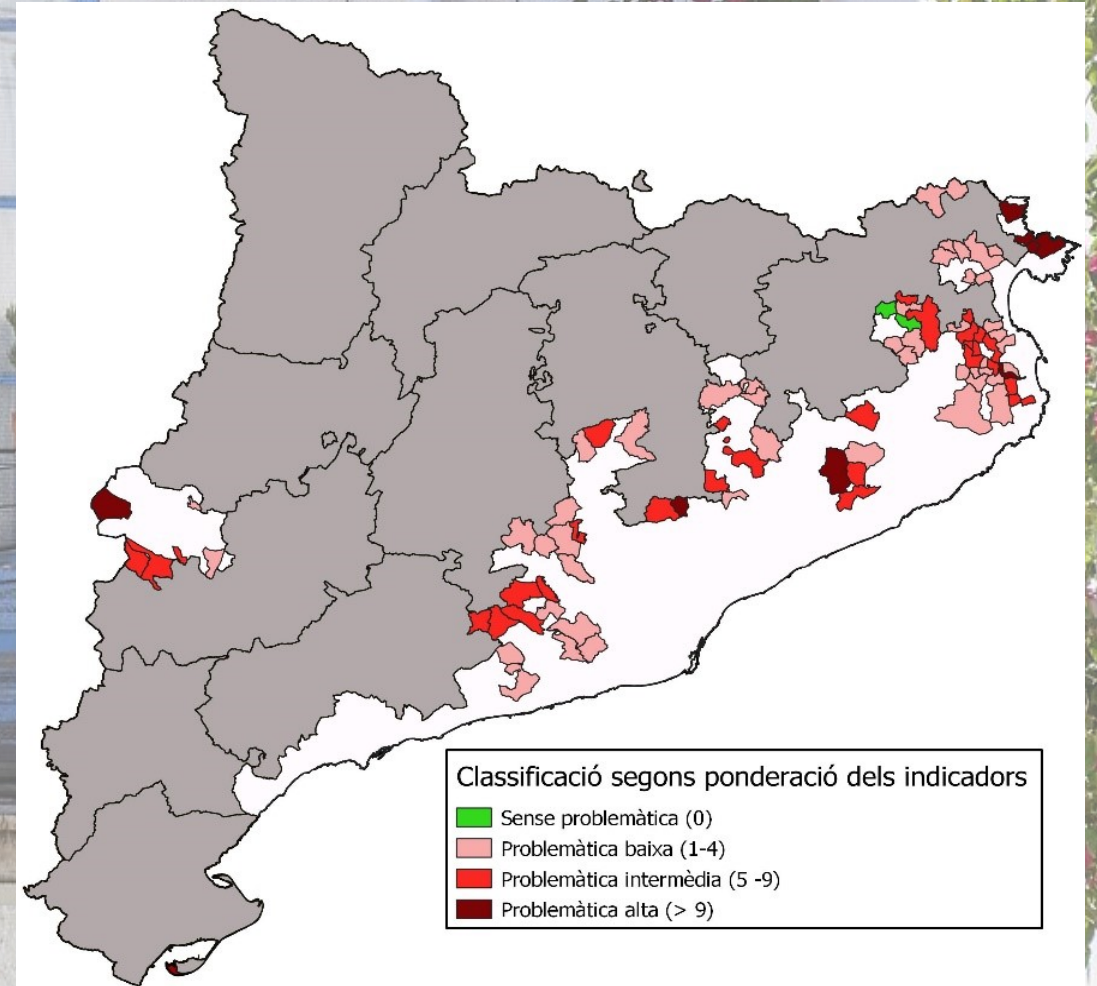 Classificació segons ponderació dels indicadors
Sense problemàtica (0)
Problemàtica baixa (1-4)
Problemàtica intermèdia (5 -9)
Problemàtica alta (> 9)